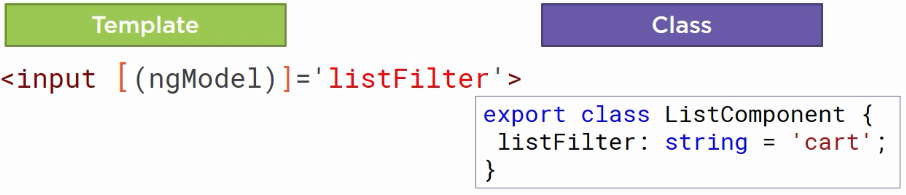 Template
Class
<input [(ngModel)]='listFilter'>
export class ListComponent {
listFilter: string = 'cart';
}